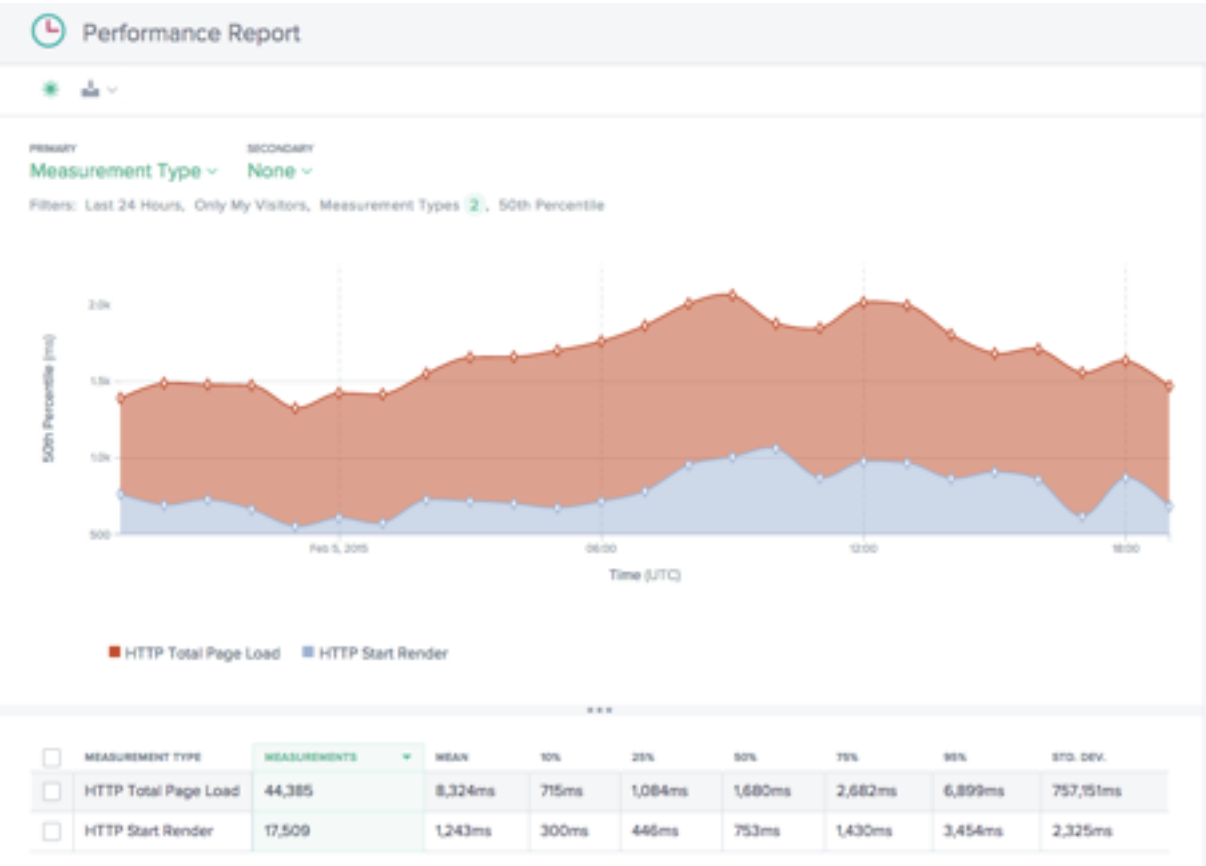 Performance Report
PRIMARY SECONDARY
Measurement Type None
Filters: Last 24 Hours, Only My Visitors, Measurement Types 2, 50th Percentile
50th Percentile (ms)
2.0k
1.5k
1.0k
500
Feb 5, 2015 06:00 12:00 18:00
Time (UTC)
HTTP Total Page Load HTTP Start Render
MEASUREMENT TYPE MEASUREMENTS MEAN 10% 25% 50% 75% 95% STD. DEV.
HTTP Total Page Load 44,385 8,324ms 715ms 1,084ms 1,680ms 2,682ms 6,899ms 757,151ms
HTTP Start Render 17,509 1,243ms 300ms 446ms 753ms 1,430ms 3,454ms 2,325ms